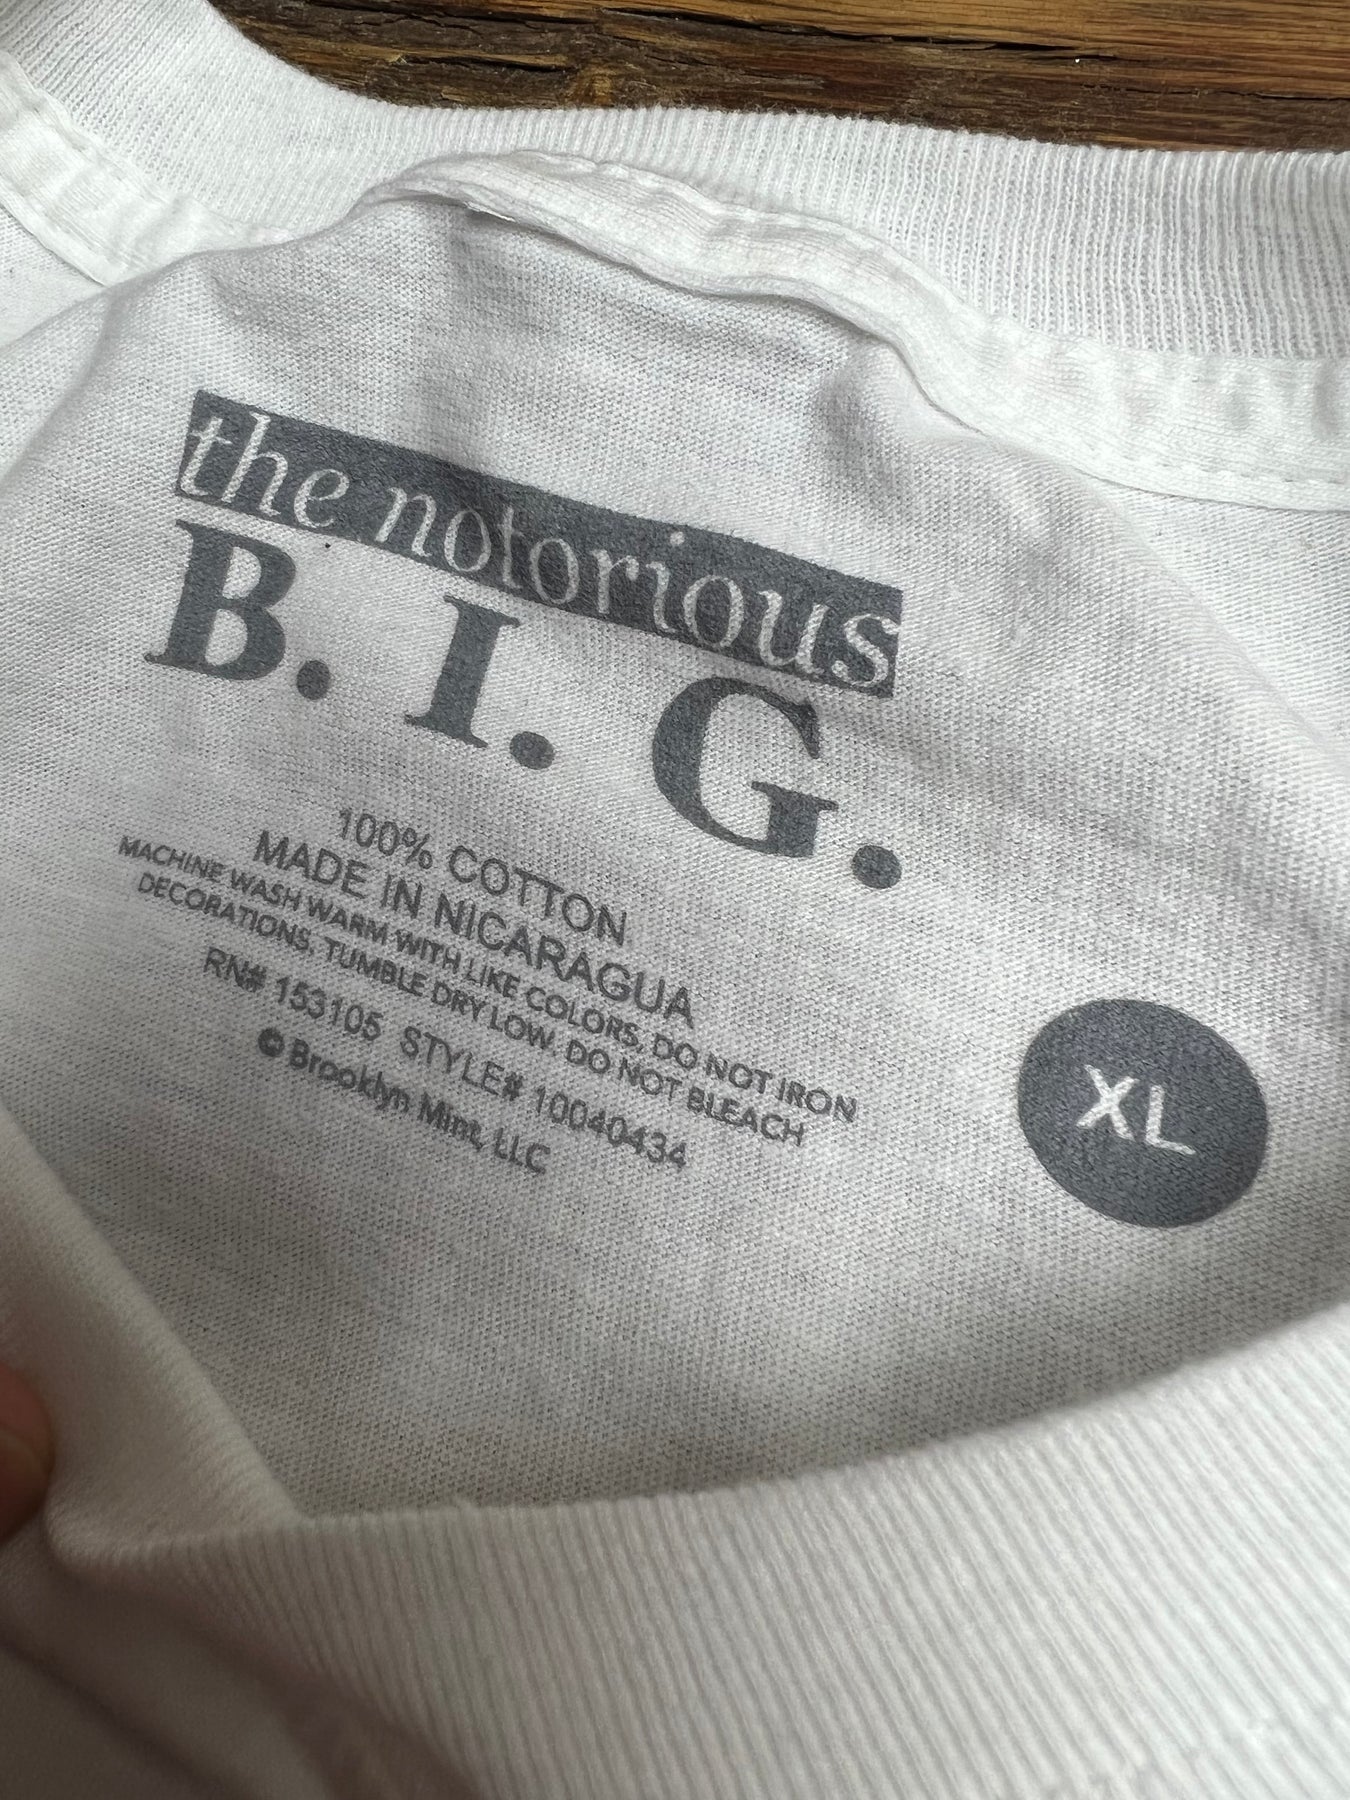 the notorious
B. I. G.
100% COTTON
MADE IN NICARAGUA
MACHINE WASH WARM WITH LIKE COLORS, DO NOT IRON
DECORATIONS, TUMBLE DRY LOW. DO NOT BLEACH
RN# 153105 STYLE# 10040434
© Brooklyn Mint, LLC
XL